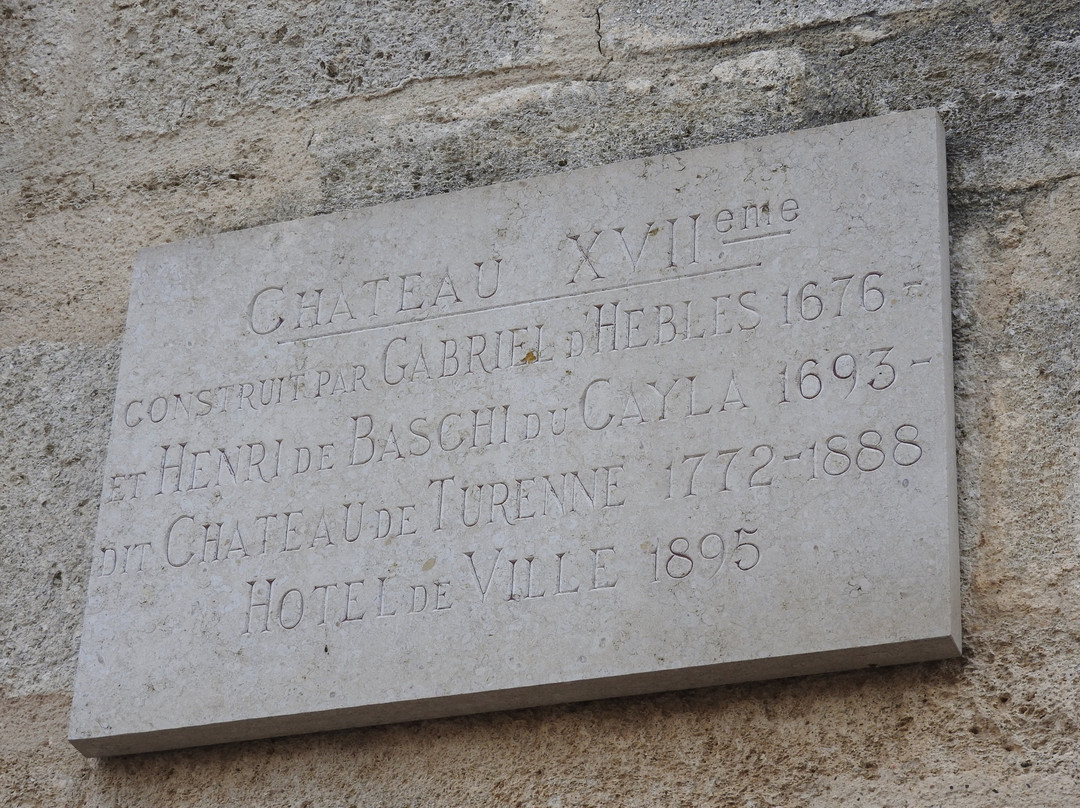 CHATEAU XVIIeme
CONSTRUIT PAR GABRIEL d'HEBLES 1676 -
ET HENRI DE BASCHI DU CAYLA 1693 -
DIT CHATEAU DE TURENNE 1772-1888
HOTEL DE VILLE 1895